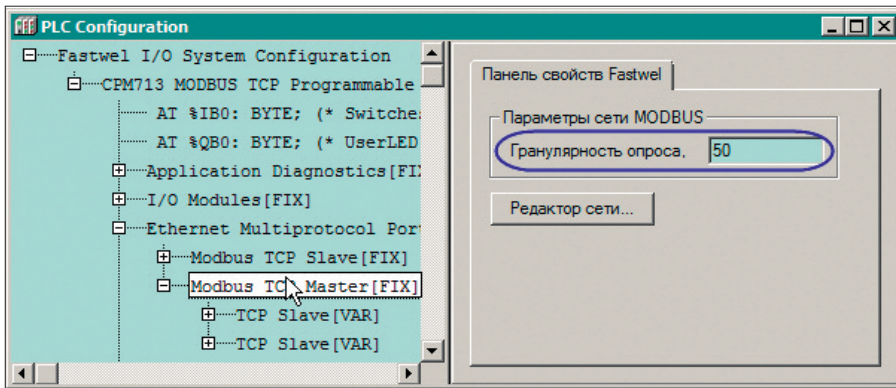 PLC Configuration
Fastwel I/O System Configuration
CPM713 MODBUS TCP Programmable
AT %IB0: BYTE; (* Switche
AT %QB0: BYTE; (* UserLED
Application Diagnostics[FI
I/O Modules[FIX]
Ethernet Multiprotocol Por
Modbus TCP Slave[FIX]
Modbus TCP Master[FIX]
TCP Slave[VAR]
TCP Slave[VAR]
Панель свойств Fastwel
Параметры сети MODBUS
Гранулярность опроса, 50
Редактор сети...